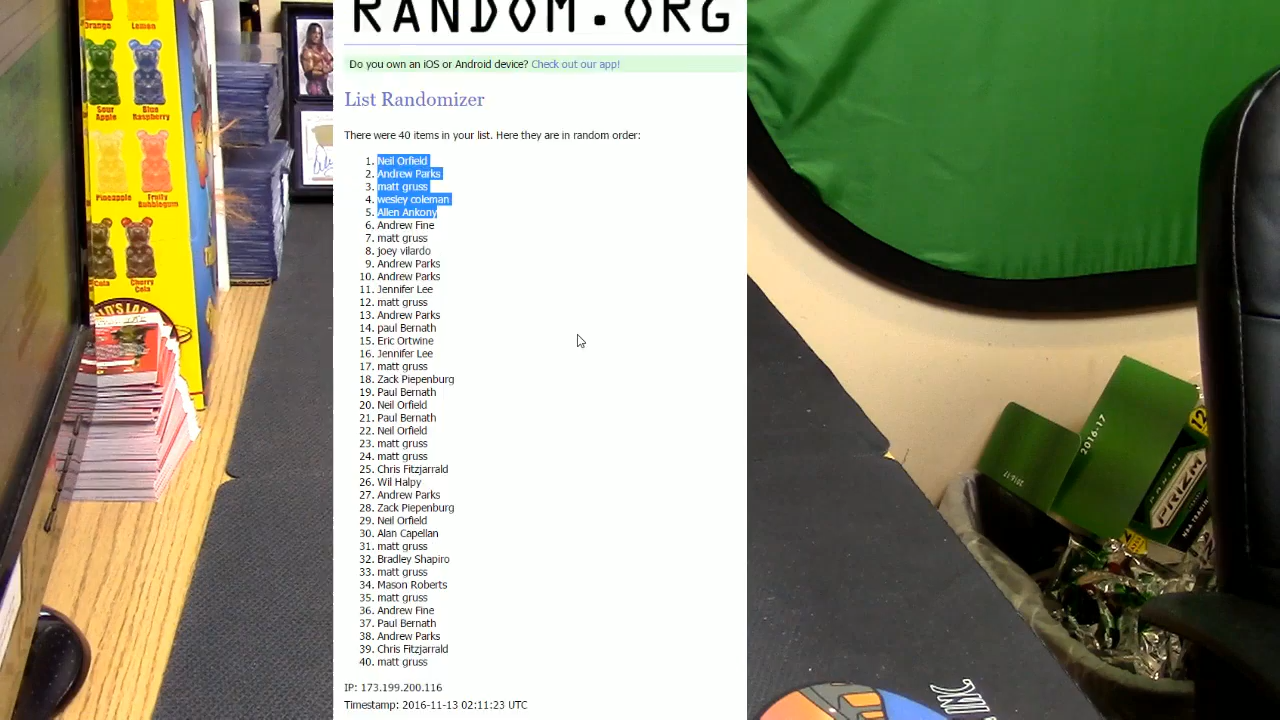 RANDOM.ORG
Do you own an iOS or Android device? Check out our app!
List Randomizer
There were 40 items in your list. Here they are in random order:
1. Neil Orfield
2. Andrew Parks
3. matt gruss
4. wesley coleman
5. Allen Ankony
6. Andrew Fine
7. matt gruss
8. joey vilardo
9. Andrew Parks
10. Andrew Parks
11. Jennifer Lee
12. matt gruss
13. Andrew Parks
14. paul Bernath
15. Eric Ortwine
16. Jennifer Lee
17. matt gruss
18. Zack Piepenburg
19. Paul Bernath
20. Neil Orfield
21. Paul Bernath
22. Neil Orfield
23. matt gruss
24. matt gruss
25. Chris Fitzjarrald
26. Wil Halpy
27. Andrew Parks
28. Zack Piepenburg
29. Neil Orfield
30. Alan Capellan
31. matt gruss
32. Bradley Shapiro
33. matt gruss
34. Mason Roberts
35. matt gruss
36. Andrew Fine
37. Paul Bernath
38. Andrew Parks
39. Chris Fitzjarrald
40. matt gruss
IP: 173.199.200.116
Timestamp: 2016-11-13 02:11:23 UTC
Orange Lemon
Sour Apple
Blue Raspberry
Pineapple
Fruity Bubblegum
Cola
Cherry Cola
2016-17
2016-17
12
PANINI
PRIZM
INC